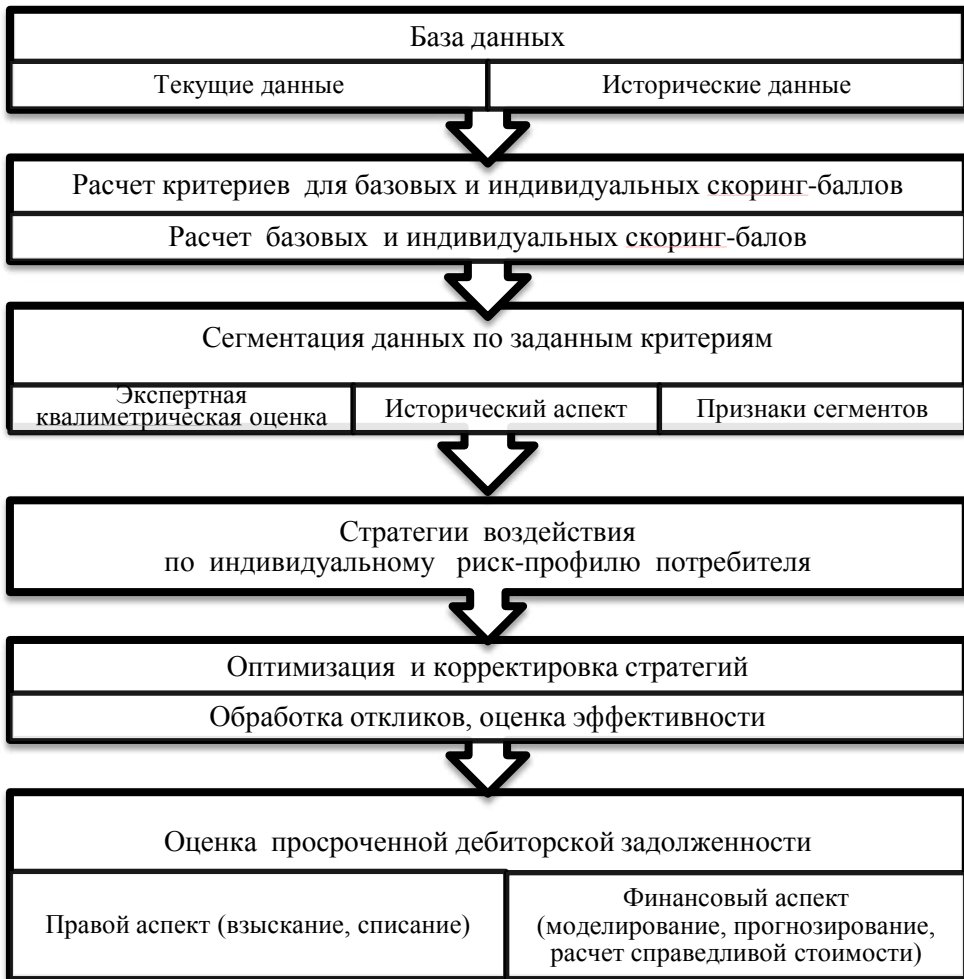 База данных
Текущие данные
Исторические данные
Расчет критериев для базовых и индивидуальных скоринг-баллов
Расчет базовых и индивидуальных скоринг-балов
Сегментация данных по заданным критериям
Экспертная
квалиметрическая оценка
Исторический аспект
Признаки сегментов
Стратегии воздействия
по индивидуальному риск-профилю потребителя
Оптимизация и корректировка стратегий
Обработка откликов, оценка эффективности
Оценка просроченной дебиторской задолженности
Правой аспект (взыскание, списание)
Финансовый аспект
(моделирование, прогнозирование,
расчет справедливой стоимости)